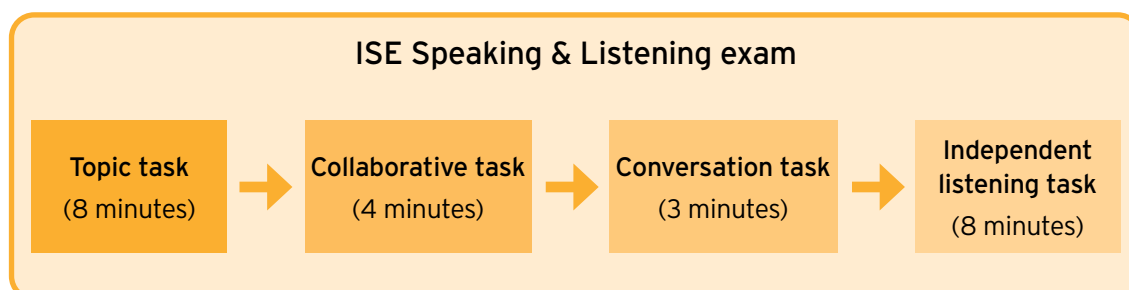 ISE Speaking & Listening exam
Topic task
(8 minutes)
Collaborative task
(4 minutes)
Conversation task
(3 minutes)
Independent
listening task
(8 minutes)